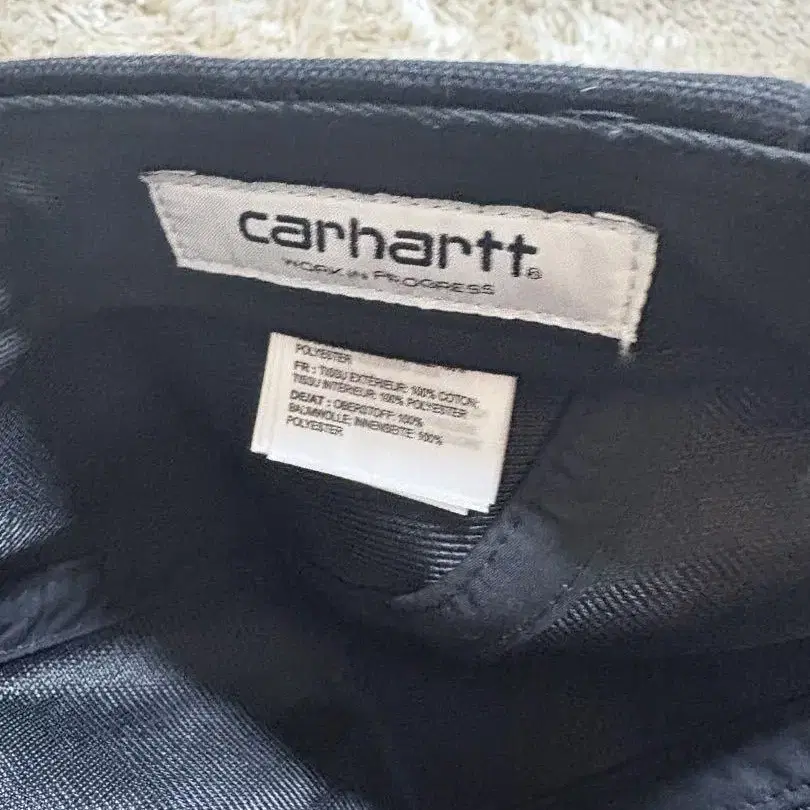 carhartt®
WORK IN PROGRESS
POLYESTER
FR : TISSU EXTERIEUR: 100% COTON;
TISSU INTERIEUR: 100% POLYESTER
DE/AT : OBERSTOFF: 100%
BAUMWOLLE; INNENSEITE: 100%
POLYESTER